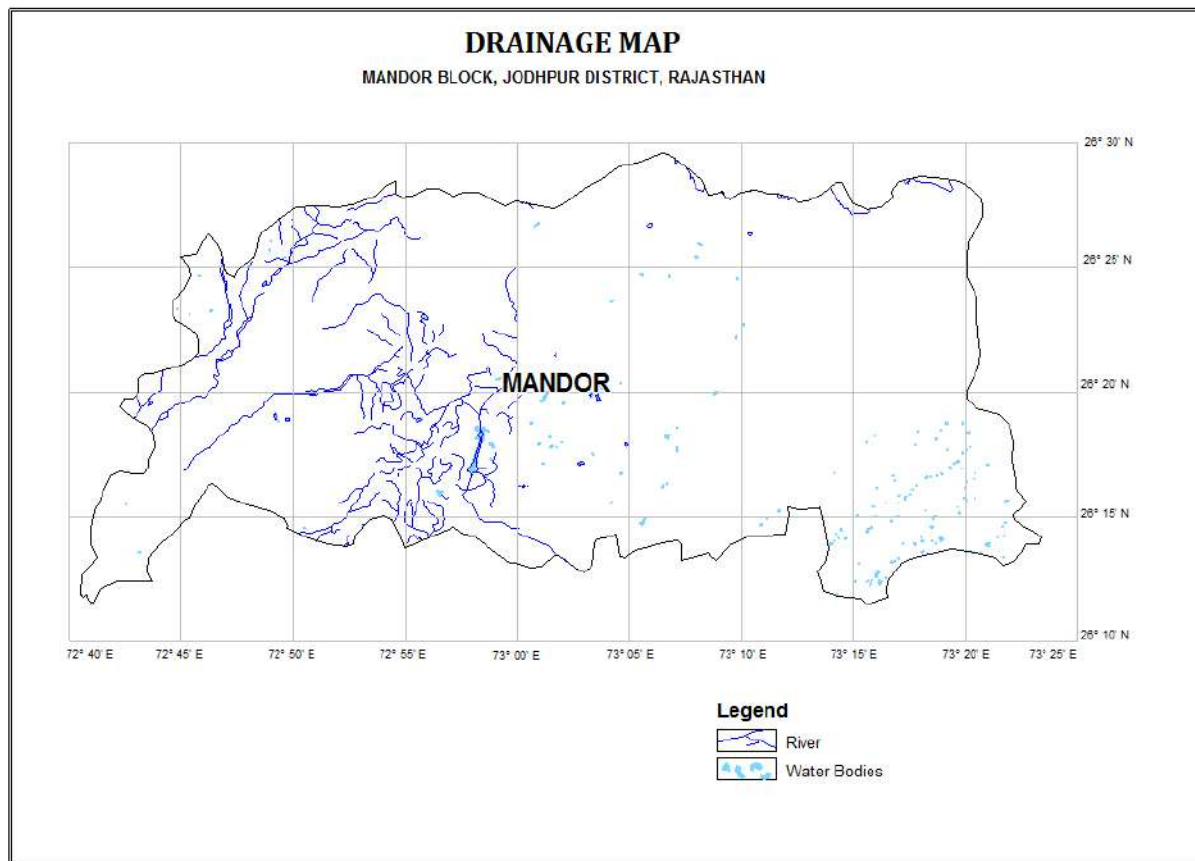 DRAINAGE MAP
MANDOR BLOCK, JODHPUR DISTRICT, RAJASTHAN
26° 30' N
26° 25' N
MANDOR
26° 20' N
26° 15' N
26° 10' N
72° 40' E 72° 45' E 72° 50' E 72° 55' E 73° 00' E 73° 05' E 73° 10' E 73° 15' E 73° 20' E 73° 25' E
Legend
River
Water Bodies